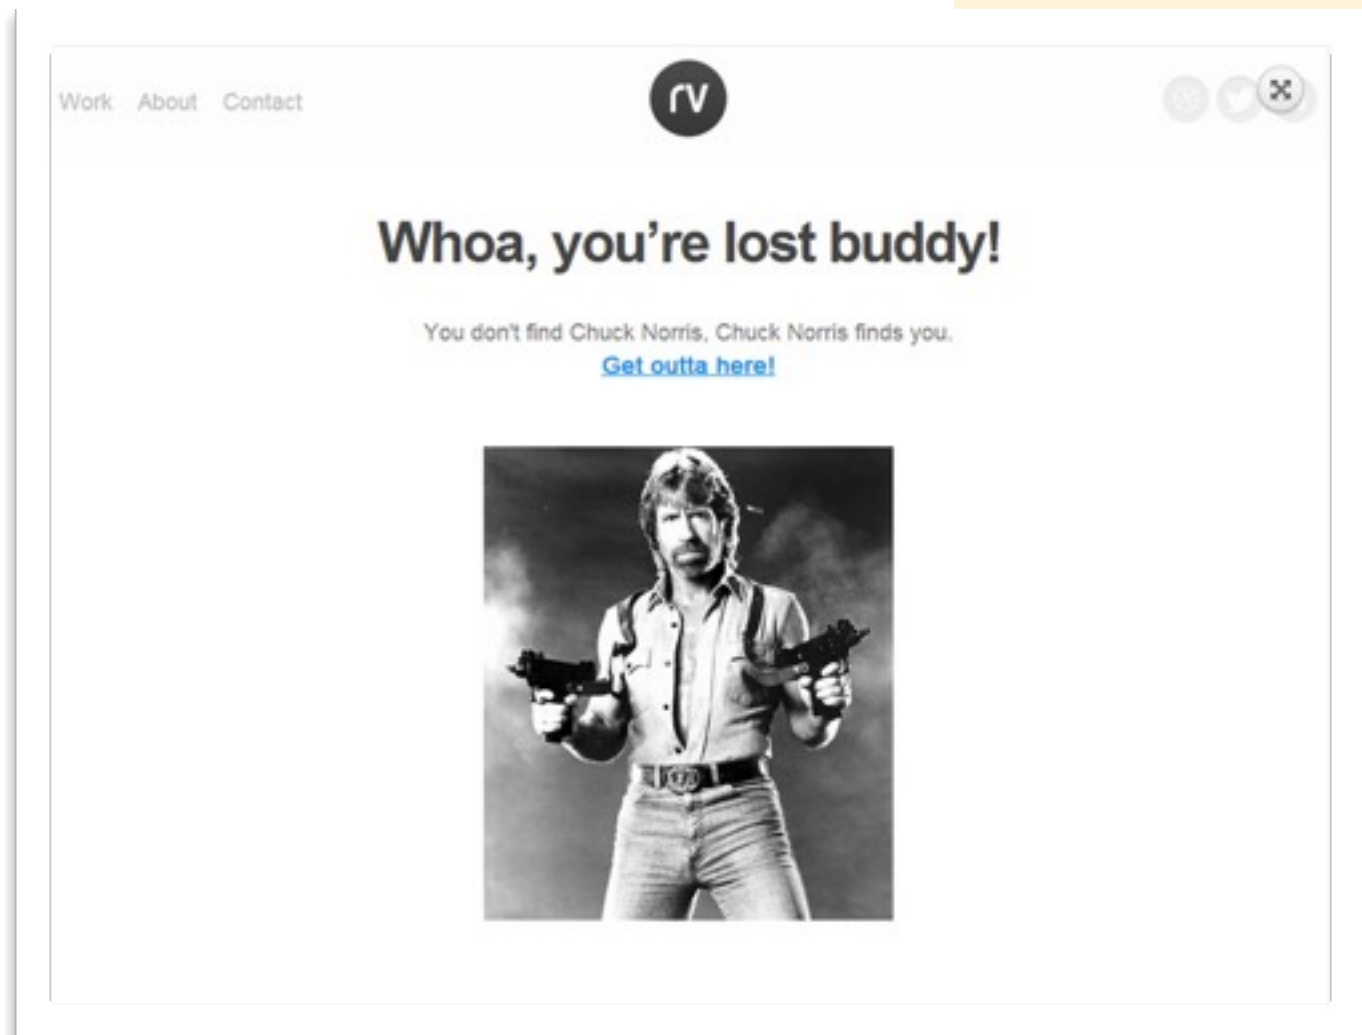 Work About Contact
rv
Whoa, you're lost buddy!
You don't find Chuck Norris, Chuck Norris finds you.
Get outta here!